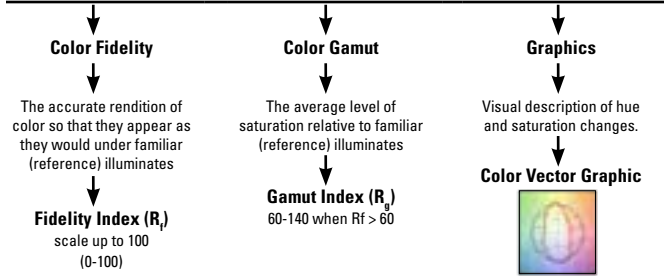 Color Fidelity
The accurate rendition of
color so that they appear as
they would under familiar
(reference) illuminates
Fidelity Index (Rf)
scale up to 100
(0-100)
Color Gamut
The average level of
saturation relative to familiar
(reference) illuminates
Gamut Index (Rg)
60-140 when Rf > 60
Graphics
Visual description of hue
and saturation changes.
Color Vector Graphic